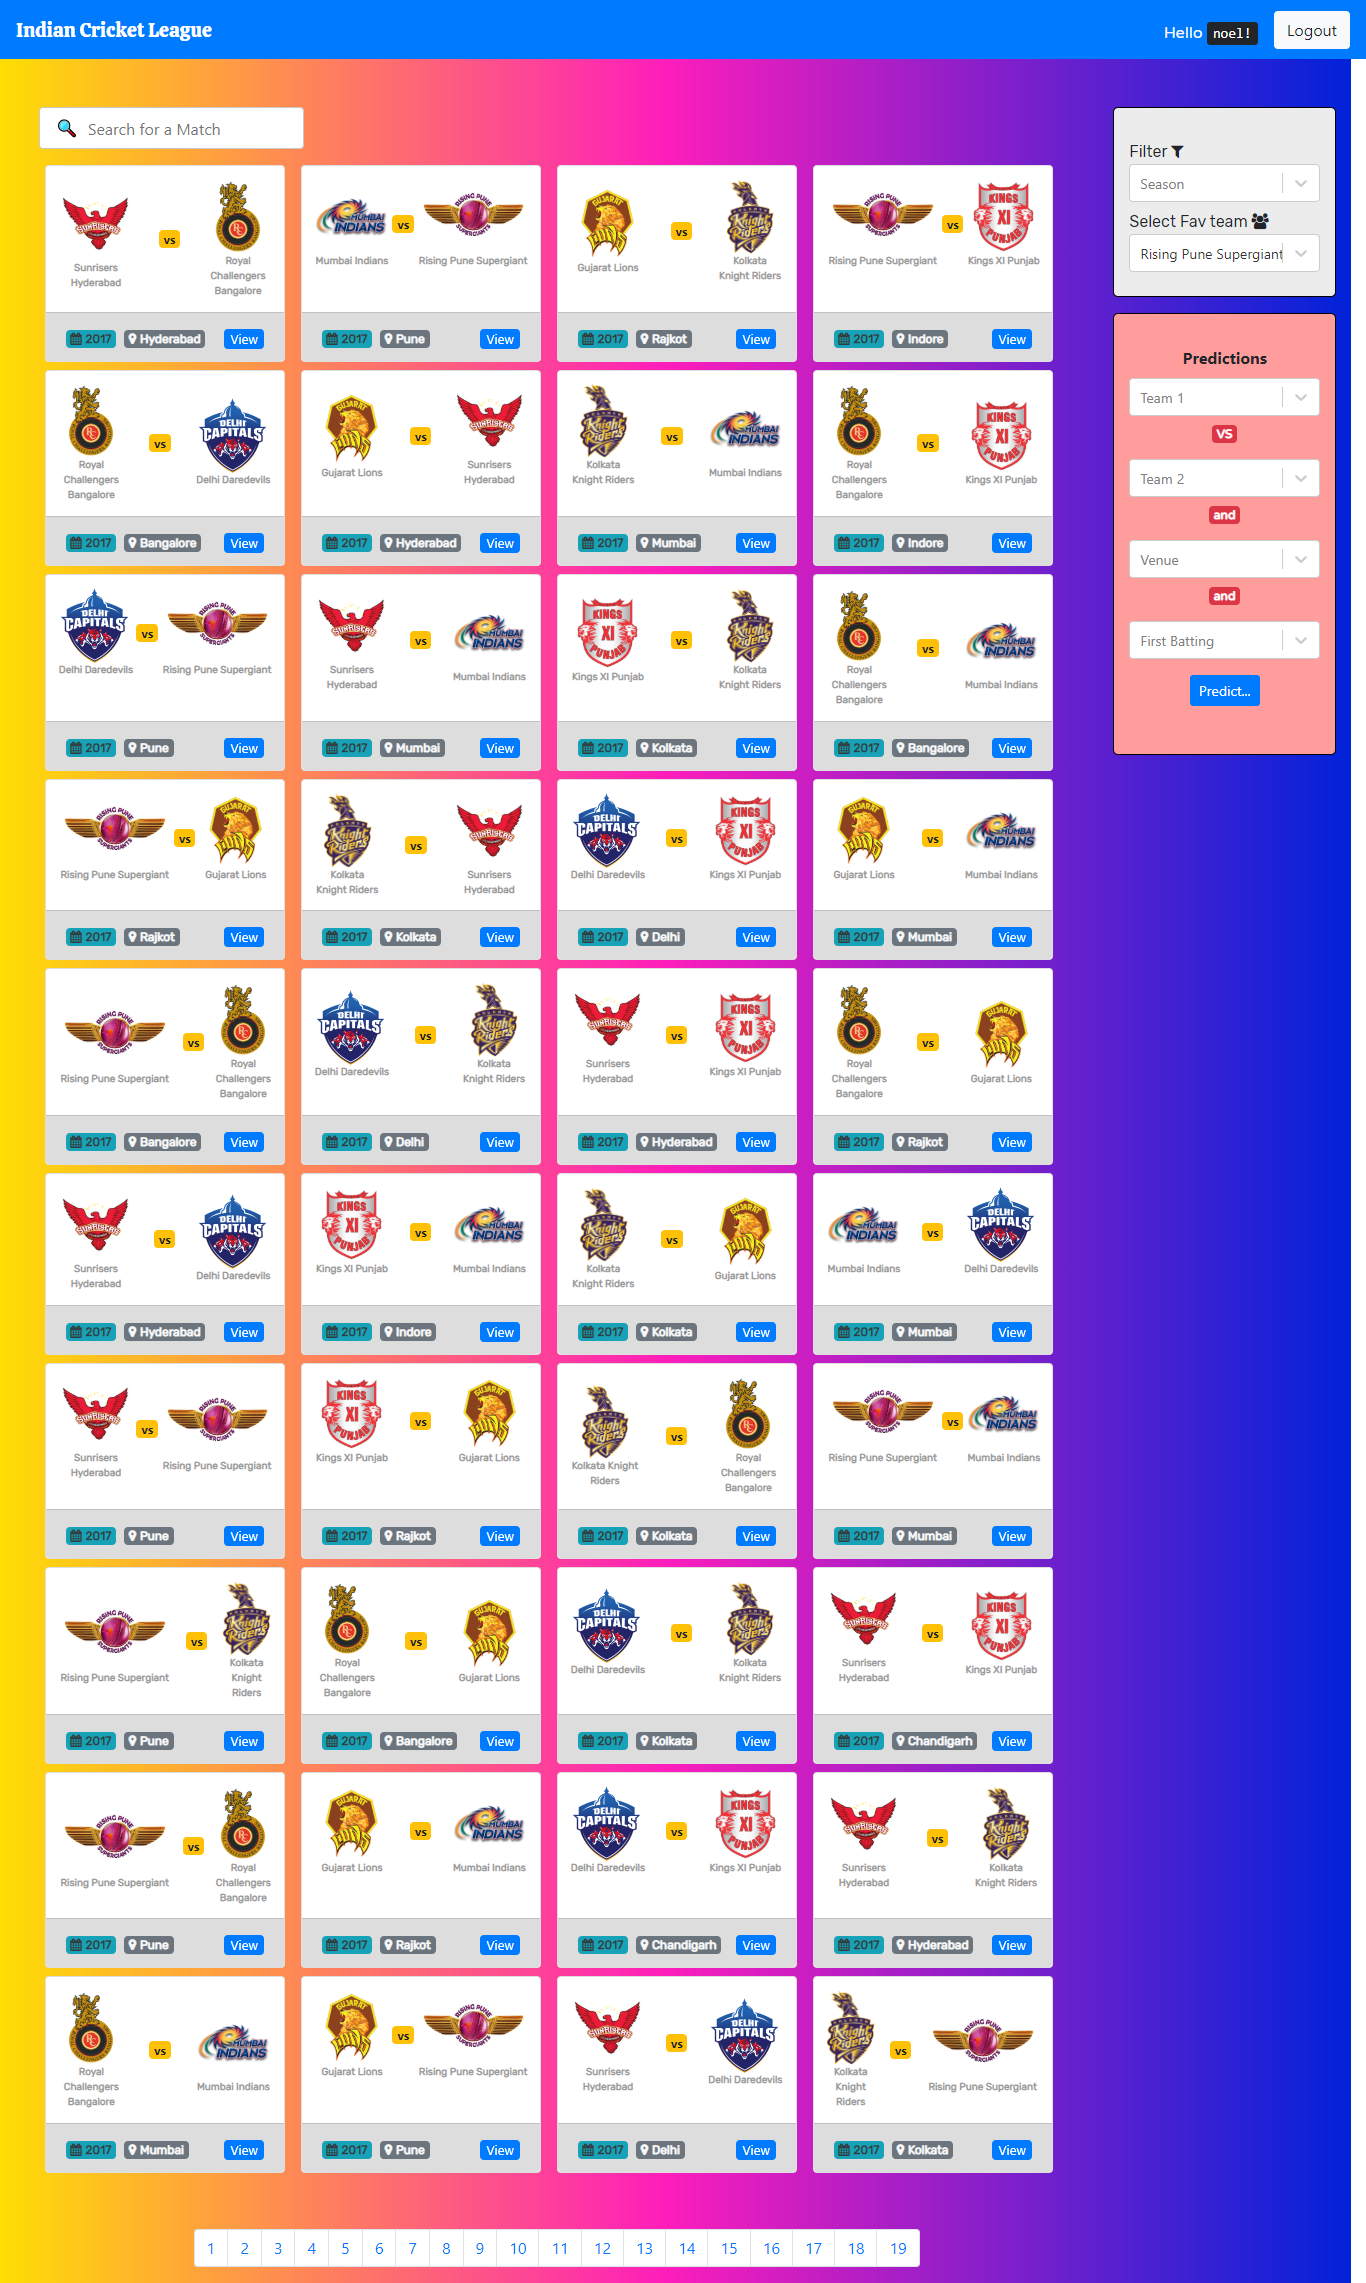 Indian Cricket League
Hello noel!
Logout
Search for a Match
Sunrisers
Hyderabad
vs
Royal
Challengers
Bangalore
2017 Hyderabad View
Mumbai Indians
vs
Rising Pune Supergiant
2017 Pune View
Gujarat Lions
vs
Kolkata
Knight Riders
2017 Rajkot View
Rising Pune Supergiant
vs
Kings XI Punjab
2017 Indore View
Royal
Challengers
Bangalore
vs
Delhi Daredevils
2017 Bangalore View
Gujarat Lions
vs
Sunrisers
Hyderabad
2017 Hyderabad View
Kolkata
Knight Riders
vs
Mumbai Indians
2017 Mumbai View
Royal
Challengers
Bangalore
vs
Kings XI Punjab
2017 Indore View
Delhi Daredevils
vs
Rising Pune Supergiant
2017 Pune View
Sunrisers
Hyderabad
vs
Mumbai Indians
2017 Mumbai View
Kings XI Punjab
vs
Kolkata
Knight Riders
2017 Kolkata View
Royal
Challengers
Bangalore
vs
Mumbai Indians
2017 Bangalore View
Rising Pune Supergiant
vs
Gujarat Lions
2017 Rajkot View
Kolkata
Knight Riders
vs
Sunrisers
Hyderabad
2017 Kolkata View
Delhi Daredevils
vs
Kings XI Punjab
2017 Delhi View
Gujarat Lions
vs
Mumbai Indians
2017 Mumbai View
Rising Pune Supergiant
vs
Royal
Challengers
Bangalore
2017 Bangalore View
Delhi Daredevils
vs
Kolkata
Knight Riders
2017 Delhi View
Sunrisers
Hyderabad
vs
Kings XI Punjab
2017 Hyderabad View
Royal
Challengers
Bangalore
vs
Gujarat Lions
2017 Rajkot View
Sunrisers
Hyderabad
vs
Delhi Daredevils
2017 Hyderabad View
Kings XI Punjab
vs
Mumbai Indians
2017 Indore View
Kolkata
Knight Riders
vs
Gujarat Lions
2017 Kolkata View
Mumbai Indians
vs
Delhi Daredevils
2017 Mumbai View
Sunrisers
Hyderabad
vs
Rising Pune Supergiant
2017 Pune View
Kings XI Punjab
vs
Gujarat Lions
2017 Rajkot View
Kolkata Knight
Riders
vs
Royal
Challengers
Bangalore
2017 Kolkata View
Rising Pune Supergiant
vs
Mumbai Indians
2017 Mumbai View
Rising Pune Supergiant
vs
Kolkata
Knight
Riders
2017 Pune View
Royal
Challengers
Bangalore
vs
Gujarat Lions
2017 Bangalore View
Delhi Daredevils
vs
Kolkata
Knight Riders
2017 Kolkata View
Sunrisers
Hyderabad
vs
Kings XI Punjab
2017 Chandigarh View
Rising Pune Supergiant
vs
Royal
Challengers
Bangalore
2017 Pune View
Gujarat Lions
vs
Mumbai Indians
2017 Rajkot View
Delhi Daredevils
vs
Kings XI Punjab
2017 Chandigarh View
Sunrisers
Hyderabad
vs
Kolkata
Knight Riders
2017 Hyderabad View
Royal
Challengers
Bangalore
vs
Mumbai Indians
2017 Mumbai View
Gujarat Lions
vs
Rising Pune Supergiant
2017 Pune View
Sunrisers
Hyderabad
vs
Delhi Daredevils
2017 Delhi View
Kolkata
Knight
Riders
vs
Rising Pune Supergiant
2017 Kolkata View
1 2 3 4 5 6 7 8 9 10 11 12 13 14 15 16 17 18 19
Filter
Season
Select Fav team
Rising Pune Supergiant
Predictions
Team 1
VS
Team 2
and
Venue
and
First Batting
Predict...